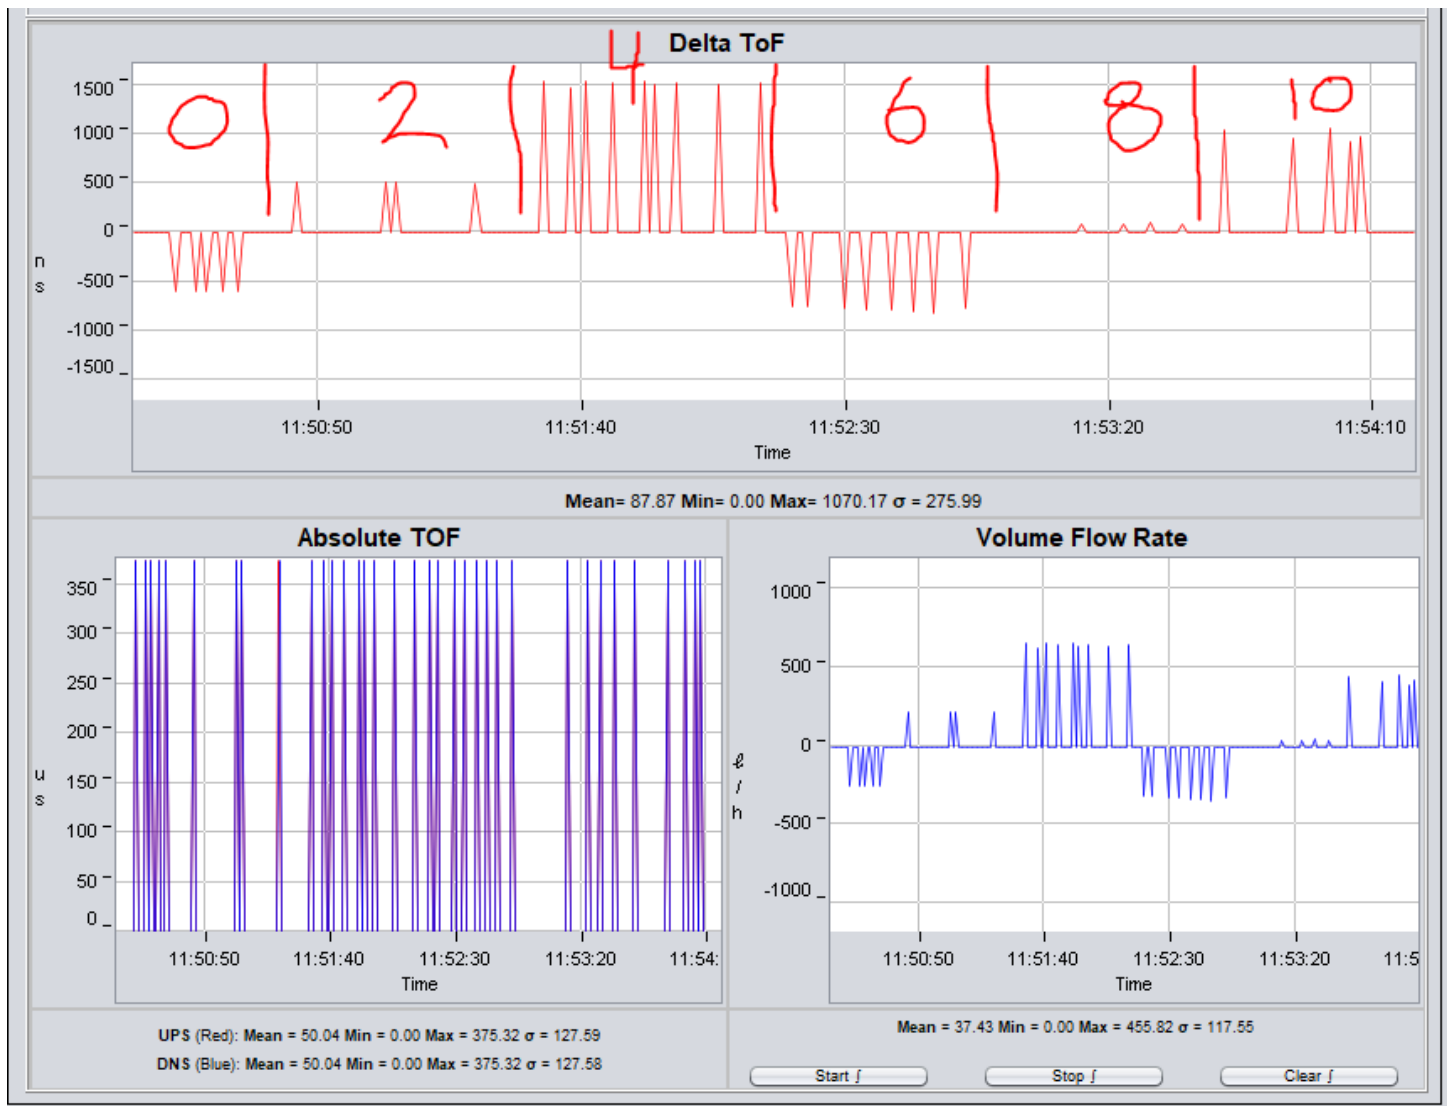 Delta ToF
0 2 4 6 8 10
1500
1000
500
0
-500
-1000
-1500
n
s
11:50:50 11:51:40 11:52:30 11:53:20 11:54:10
Time
Mean= 87.87 Min= 0.00 Max= 1070.17 σ = 275.99
Absolute TOF
350
300
250
200
150
100
50
0
u
s
11:50:50 11:51:40 11:52:30 11:53:20 11:54:
Time
UPS (Red): Mean = 50.04 Min = 0.00 Max = 375.32 σ = 127.59
DNS (Blue): Mean = 50.04 Min = 0.00 Max = 375.32 σ = 127.58
Volume Flow Rate
1000
500
0
-500
-1000
ℓ
/
h
11:50:50 11:51:40 11:52:30 11:53:20 11:5
Time
Mean = 37.43 Min = 0.00 Max = 455.82 σ = 117.55
Start ∫ Stop ∫ Clear ∫